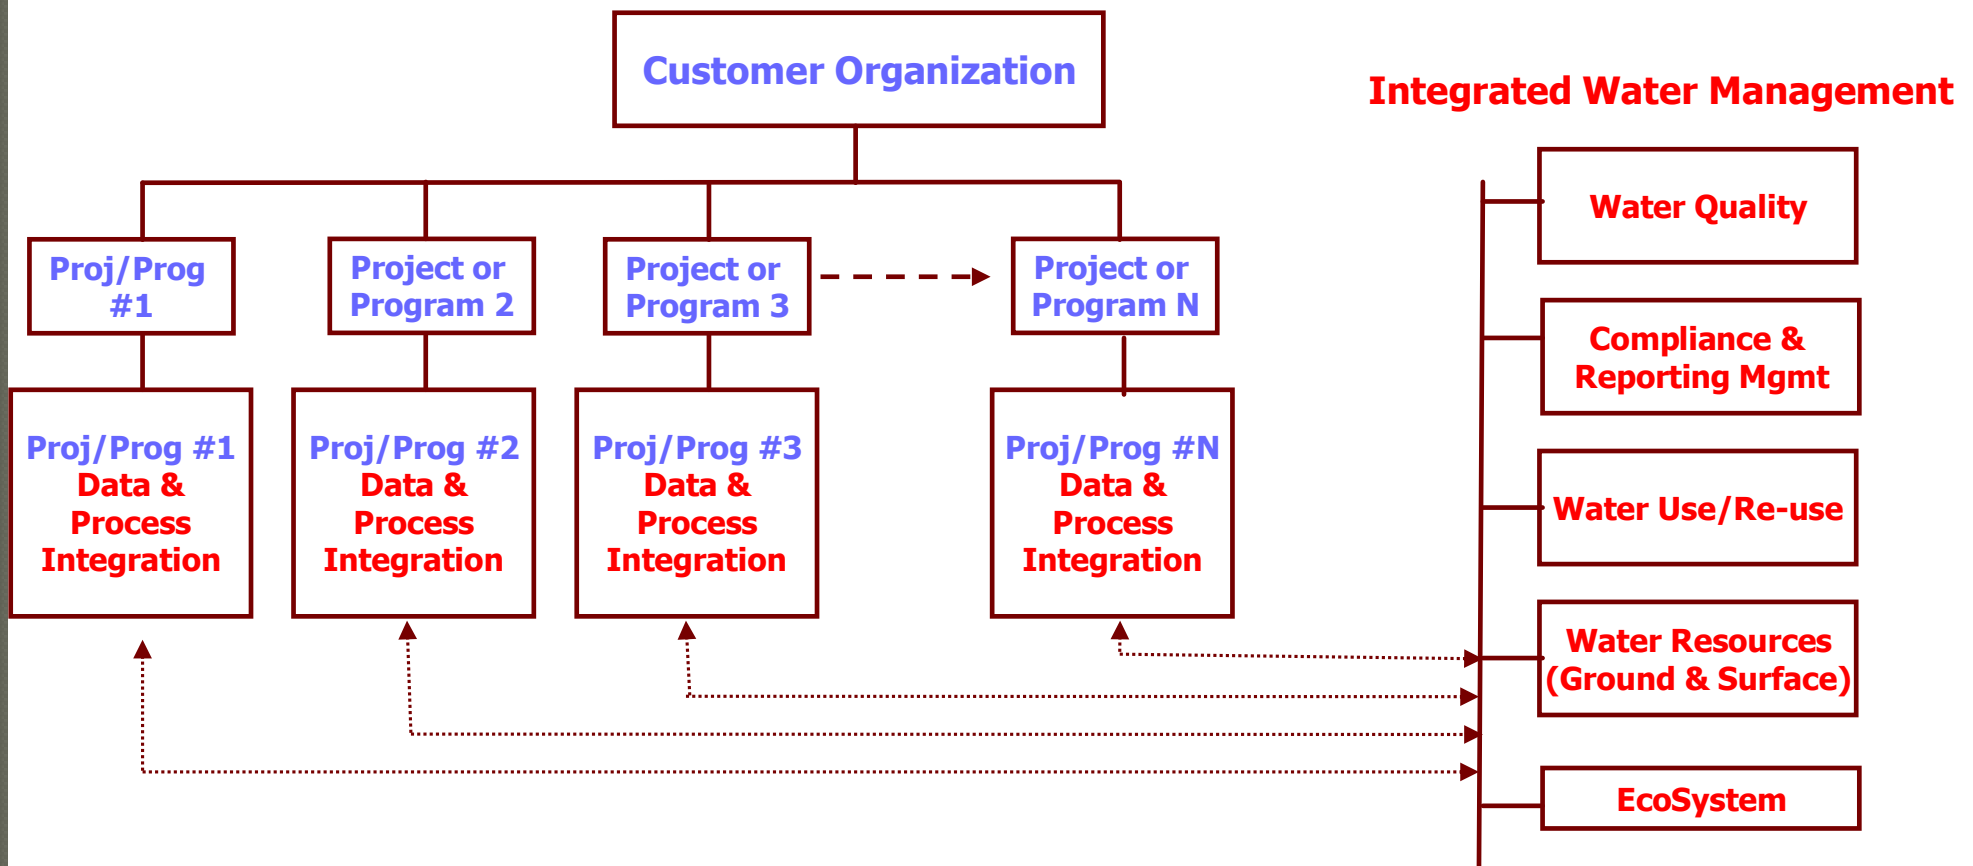 Customer Organization
Integrated Water Management
Proj/Prog
#1
Project or
Program 2
Project or
Program 3
Project or
Program N
Proj/Prog #1
Data &
Process
Integration
Proj/Prog #2
Data &
Process
Integration
Proj/Prog #3
Data &
Process
Integration
Proj/Prog #N
Data &
Process
Integration
Water Quality
Compliance &
Reporting Mgmt
Water Use/Re-use
Water Resources
(Ground & Surface)
EcoSystem